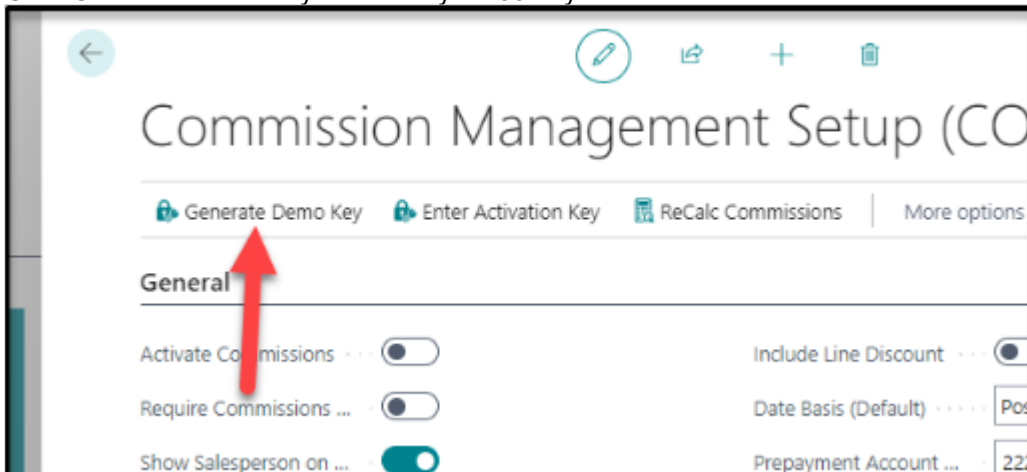 Commission Management Setup (CO
Generate Demo Key Enter Activation Key ReCalc Commissions More options
General
Activate Commissions Include Line Discount
Require Commissions ... Date Basis (Default) Pos
Show Salesperson on ... Prepayment Account ... 22